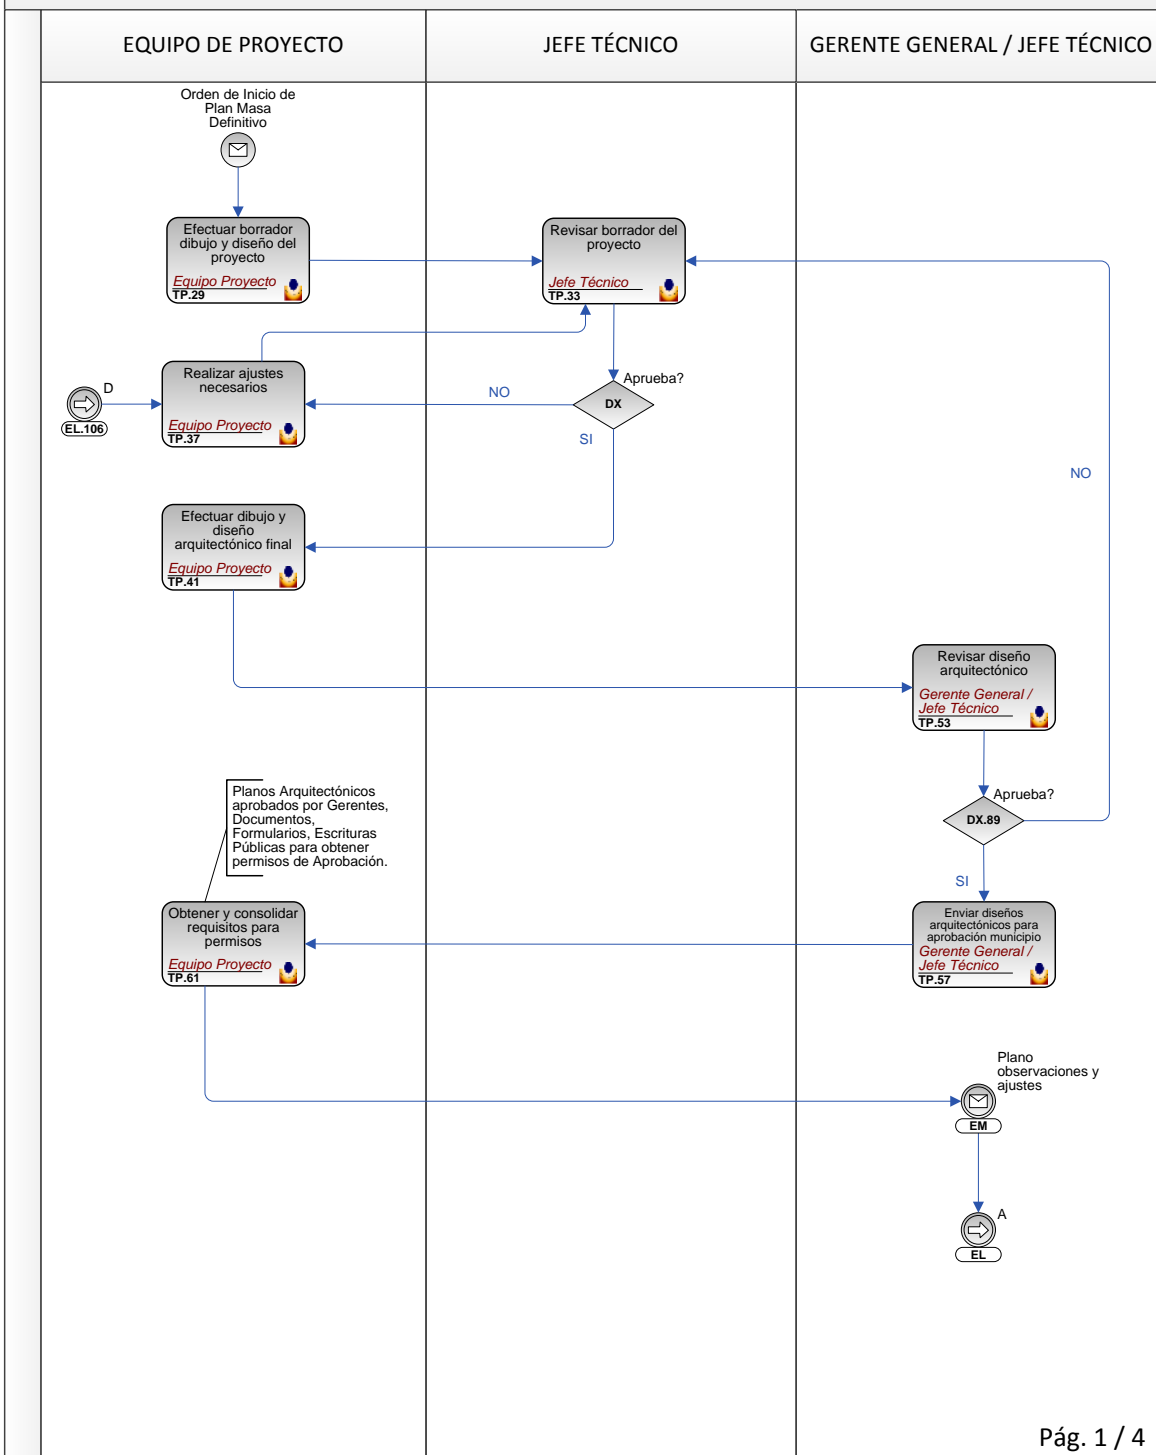 EQUIPO DE PROYECTO
JEFE TÉCNICO
GERENTE GENERAL / JEFE TÉCNICO
Orden de Inicio de
Plan Masa
Definitivo
Efectuar borrador
dibujo y diseño del
proyecto
Equipo Proyecto
TP.29
Revisar borrador del
proyecto
Jefe Técnico
TP.33
Realizar ajustes
necesarios
Equipo Proyecto
TP.37
D
EL.106
NO
Aprueba?
DX
SI
NO
Efectuar dibujo y
diseño
arquitectónico final
Equipo Proyecto
TP.41
Revisar diseño
arquitectónico
Gerente General /
Jefe Técnico
TP.53
Aprueba?
DX.89
SI
Planos Arquitectónicos
aprobados por Gerentes,
Documentos,
Formularios, Escrituras
Públicas para obtener
permisos de Aprobación.
Obtener y consolidar
requisitos para
permisos
Equipo Proyecto
TP.61
Enviar diseños
arquitectónicos para
aprobación municipio
Gerente General /
Jefe Técnico
TP.57
Plano
observaciones y
ajustes
EM
A
EL
Pág. 1 / 4